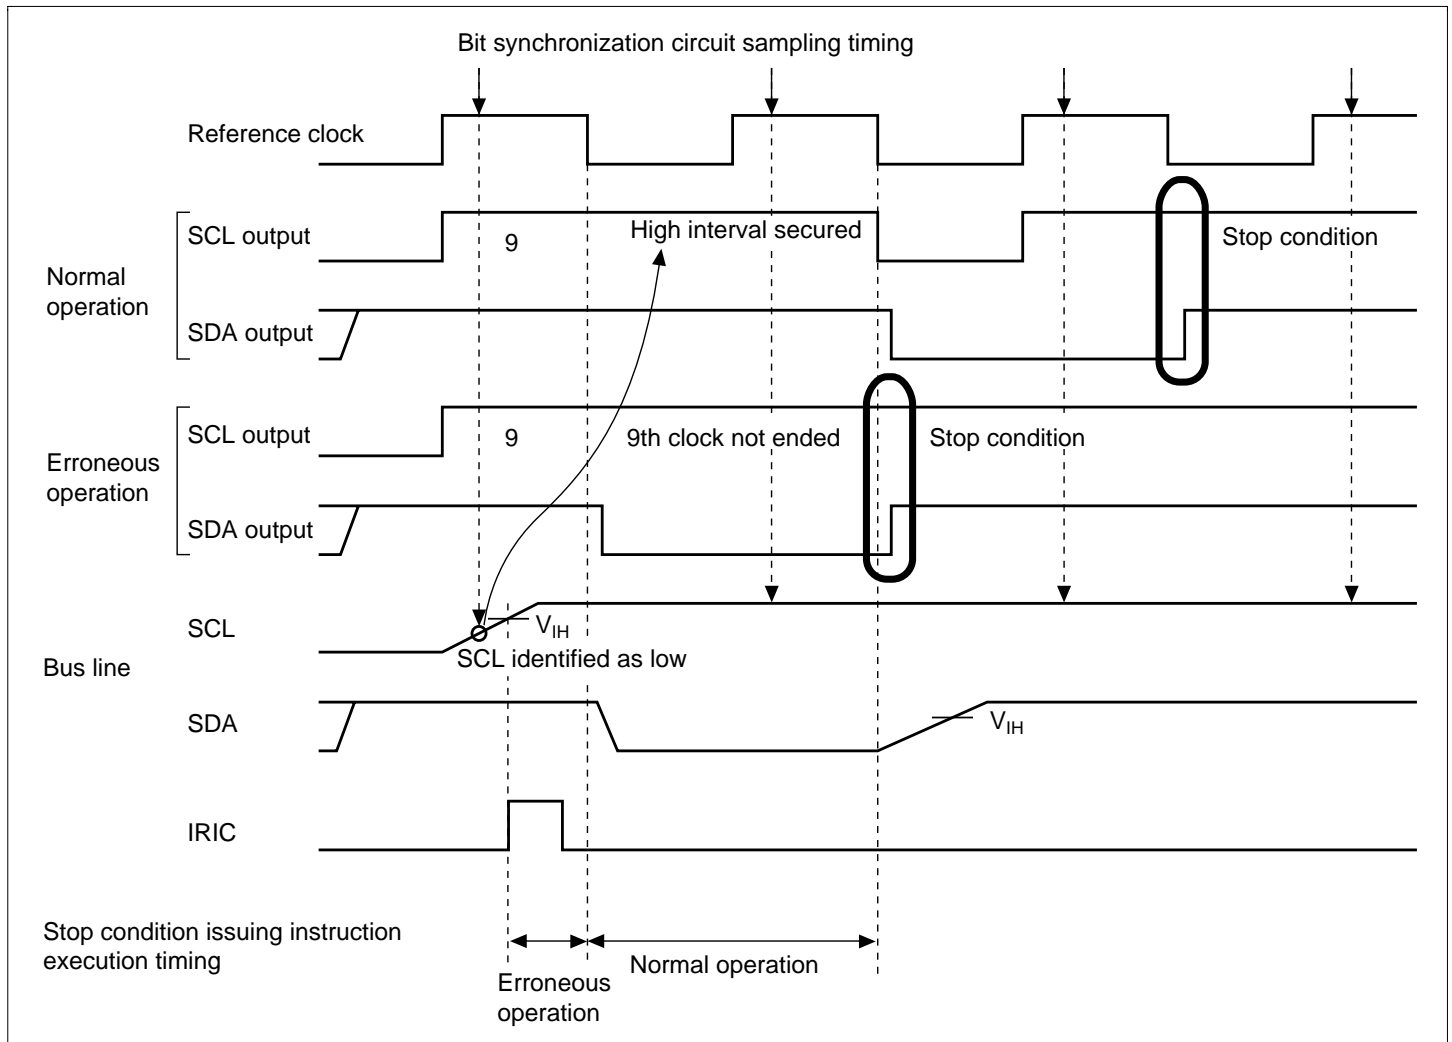 Bit synchronization circuit sampling timing
Reference clock
Normal
operation
SCL output
9
High interval secured
Stop condition
SDA output
Erroneous
operation
SCL output
9
9th clock not ended
Stop condition
SDA output
Bus line
SCL
VIH
SCL identified as low
SDA
VIH
IRIC
Stop condition issuing instruction
execution timing
Erroneous
operation
Normal operation